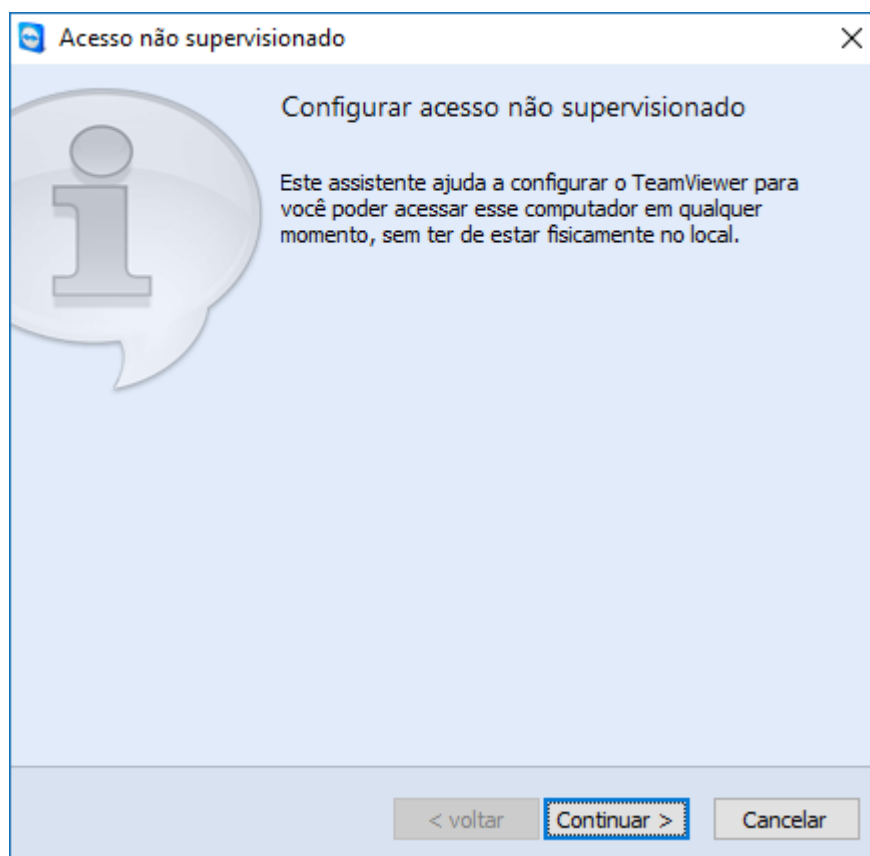 Acesso não supervisionado
Configurar acesso não supervisionado
Este assistente ajuda a configurar o TeamViewer para
você poder acessar esse computador em qualquer
momento, sem ter de estar fisicamente no local.
< voltar
Continuar >
Cancelar